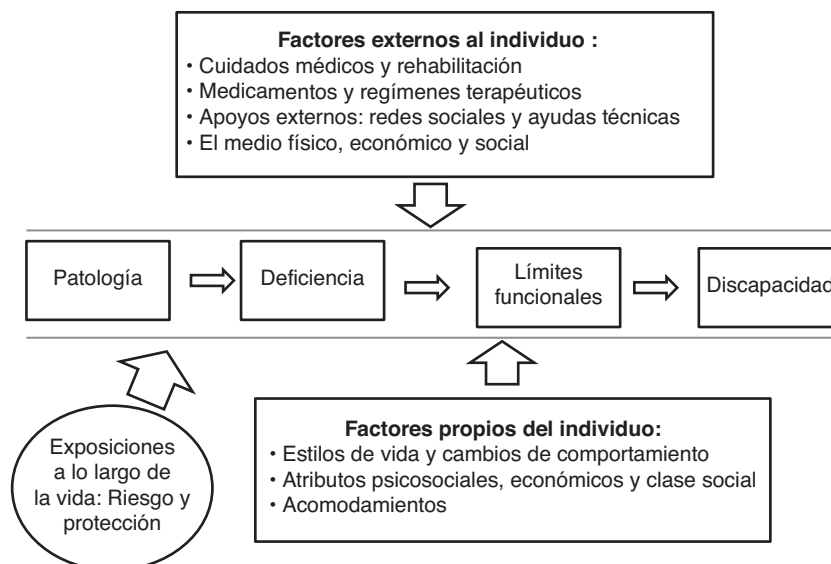 Factores externos al individuo :
• Cuidados médicos y rehabilitación
• Medicamentos y regímenes terapéuticos
• Apoyos externos: redes sociales y ayudas técnicas
• El medio físico, económico y social
Patología
Deficiencia
Límites
funcionales
Discapacidad
Exposiciones
a lo largo de
la vida: Riesgo y
protección
Factores propios del individuo:
• Estilos de vida y cambios de comportamiento
• Atributos psicosociales, económicos y clase social
• Acomodamientos